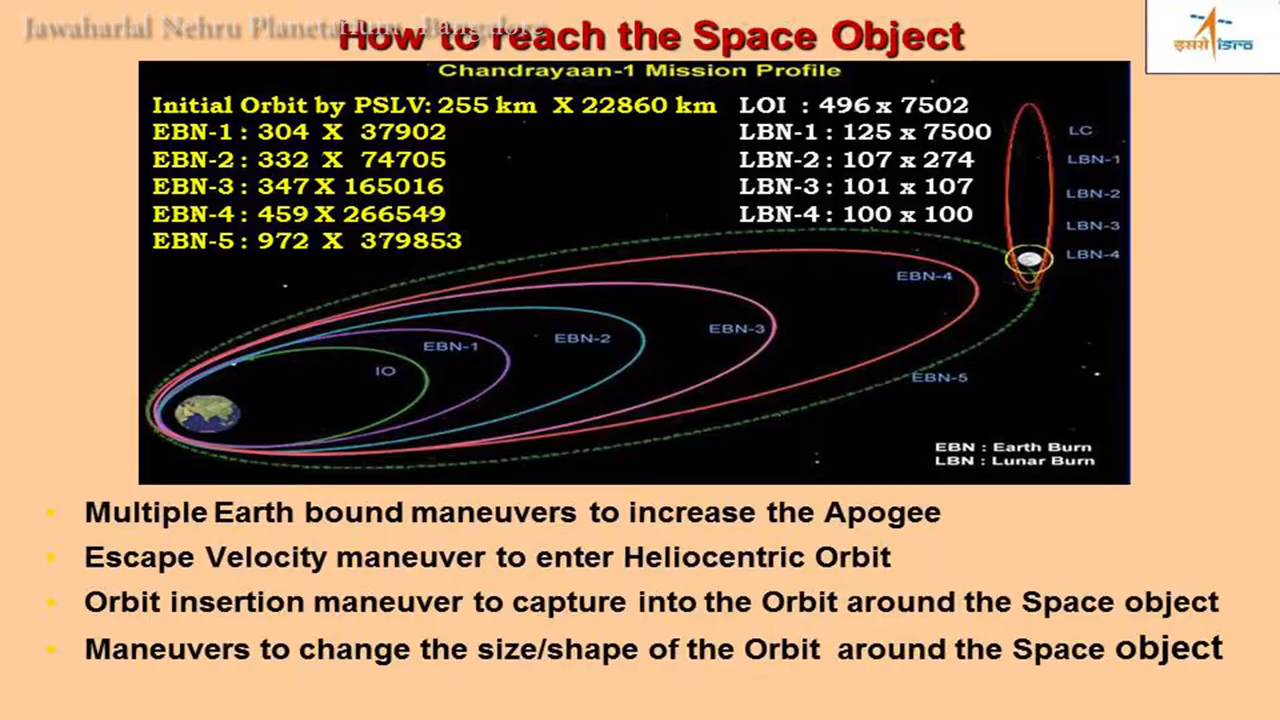 Jawaharlal Nehru Planetarium, Bangalore
How to reach the Space Object
इसरो isro
Chandrayaan-1 Mission Profile
Initial Orbit by PSLV: 255 km X 22860 km
EBN-1 : 304 X 37902
EBN-2 : 332 X 74705
EBN-3 : 347 X 165016
EBN-4 : 459 X 266549
EBN-5 : 972 X 379853
LOI : 496 x 7502
LBN-1 : 125 x 7500
LBN-2 : 107 x 274
LBN-3 : 101 x 107
LBN-4 : 100 x 100
LC
LBN-1
LBN-2
LBN-3
LBN-4
EBN-4
EBN-3
EBN-2
EBN-1
IO
EBN-5
EBN : Earth Burn
LBN : Lunar Burn
• Multiple Earth bound maneuvers to increase the Apogee
• Escape Velocity maneuver to enter Heliocentric Orbit
• Orbit insertion maneuver to capture into the Orbit around the Space object
• Maneuvers to change the size/shape of the Orbit around the Space object